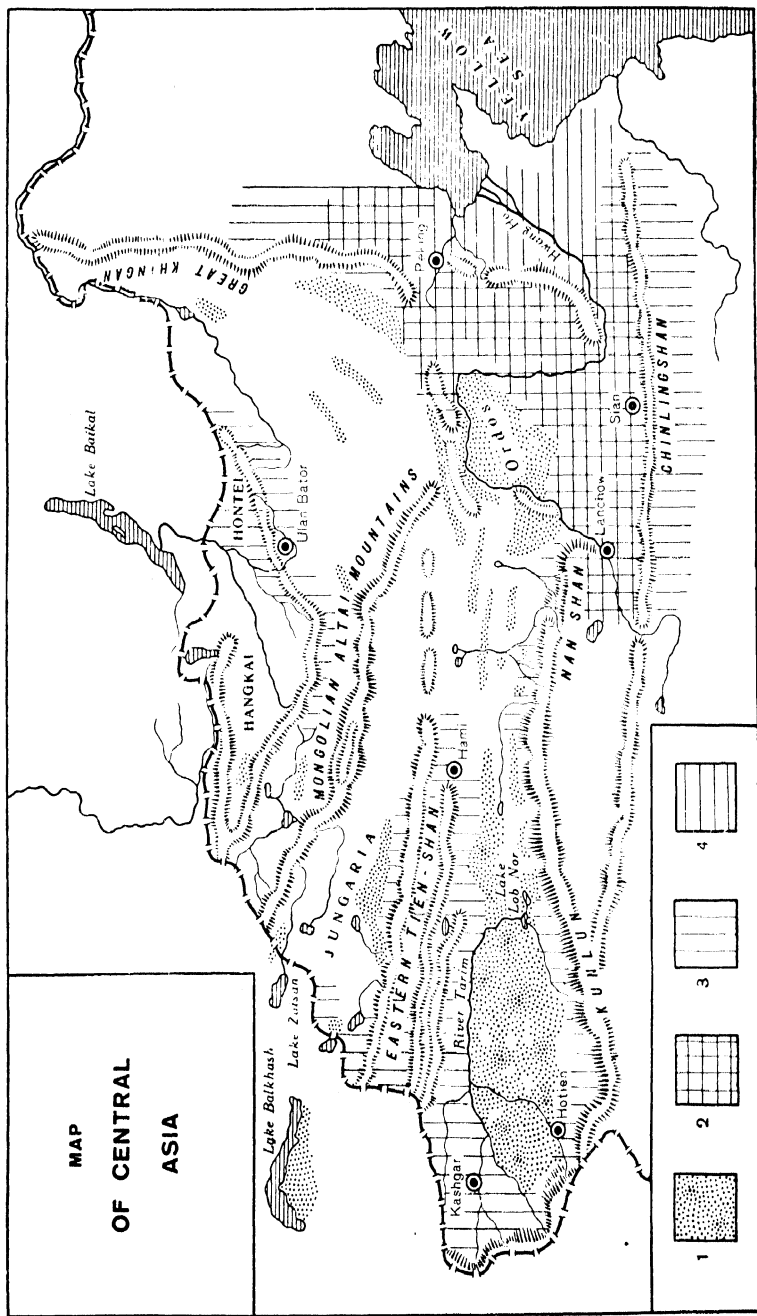 MAP
OF CENTRAL
ASIA
Lake Balkhash
Lake Zaisan
Lake Baikal
HANGKAI
HONTEI
Ulan Bator
GREAT KHINGAN
MONGOLIAN ALTAI MOUNTAINS
JUNGARIA
EASTERN TIEN-SHAN
Hami
Peking
YELLOW
SEA
Hwang Ho
Ordos
River Tarim
Lake
Lob Nor
Kashgar
Hotien
KUNLUN
NAN SHAN
Lanchow
Sian
CHINLINGSHAN
1
2
3
4